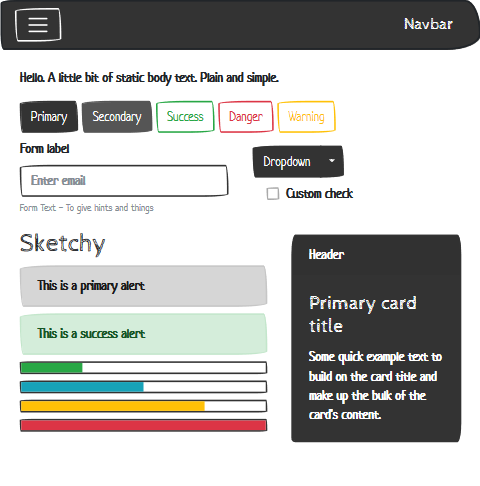 Navbar
Hello. A little bit of static body text. Plain and simple.
Primary Secondary Success Danger Warning
Form label
Dropdown
Enter email
Custom check
Form Text - To give hints and things
Sketchy
This is a primary alert
This is a success alert
Header
Primary card
title
Some quick example text to
build on the card title and
make up the bulk of the
card's content.